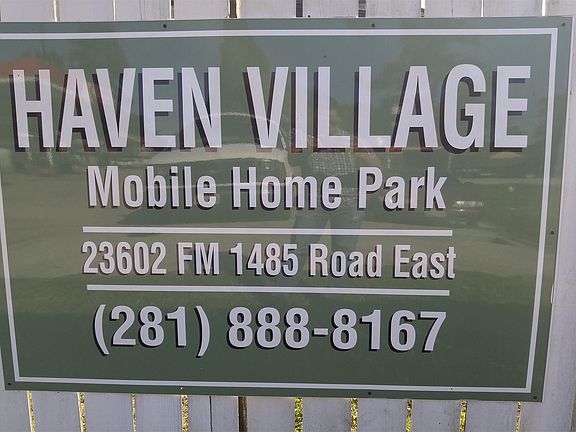 HAVEN VILLAGE
Mobile Home Park
23602 FM 1485 Road East
(281) 888-8167